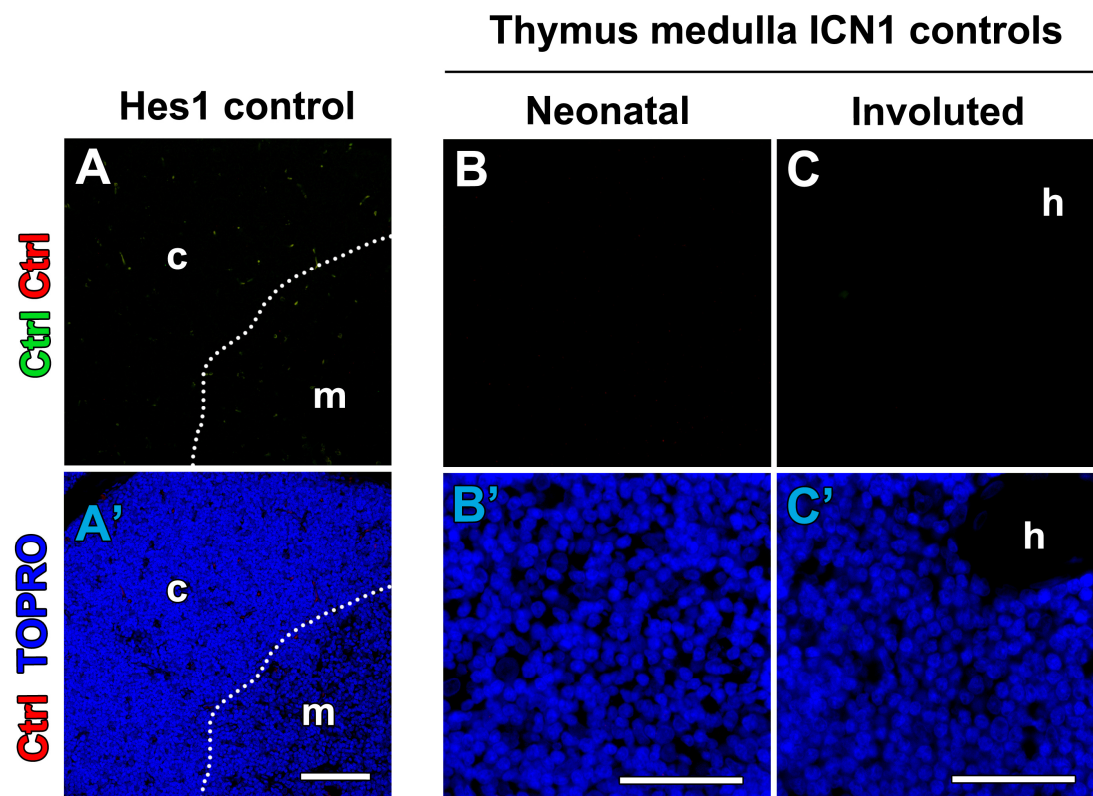 Thymus medulla ICN1 controls
Hes1 control
Neonatal
Involuted
Ctrl Ctrl
A
c
m
B
C
h
Ctrl TOPRO
A’
c
m
B’
C’
h